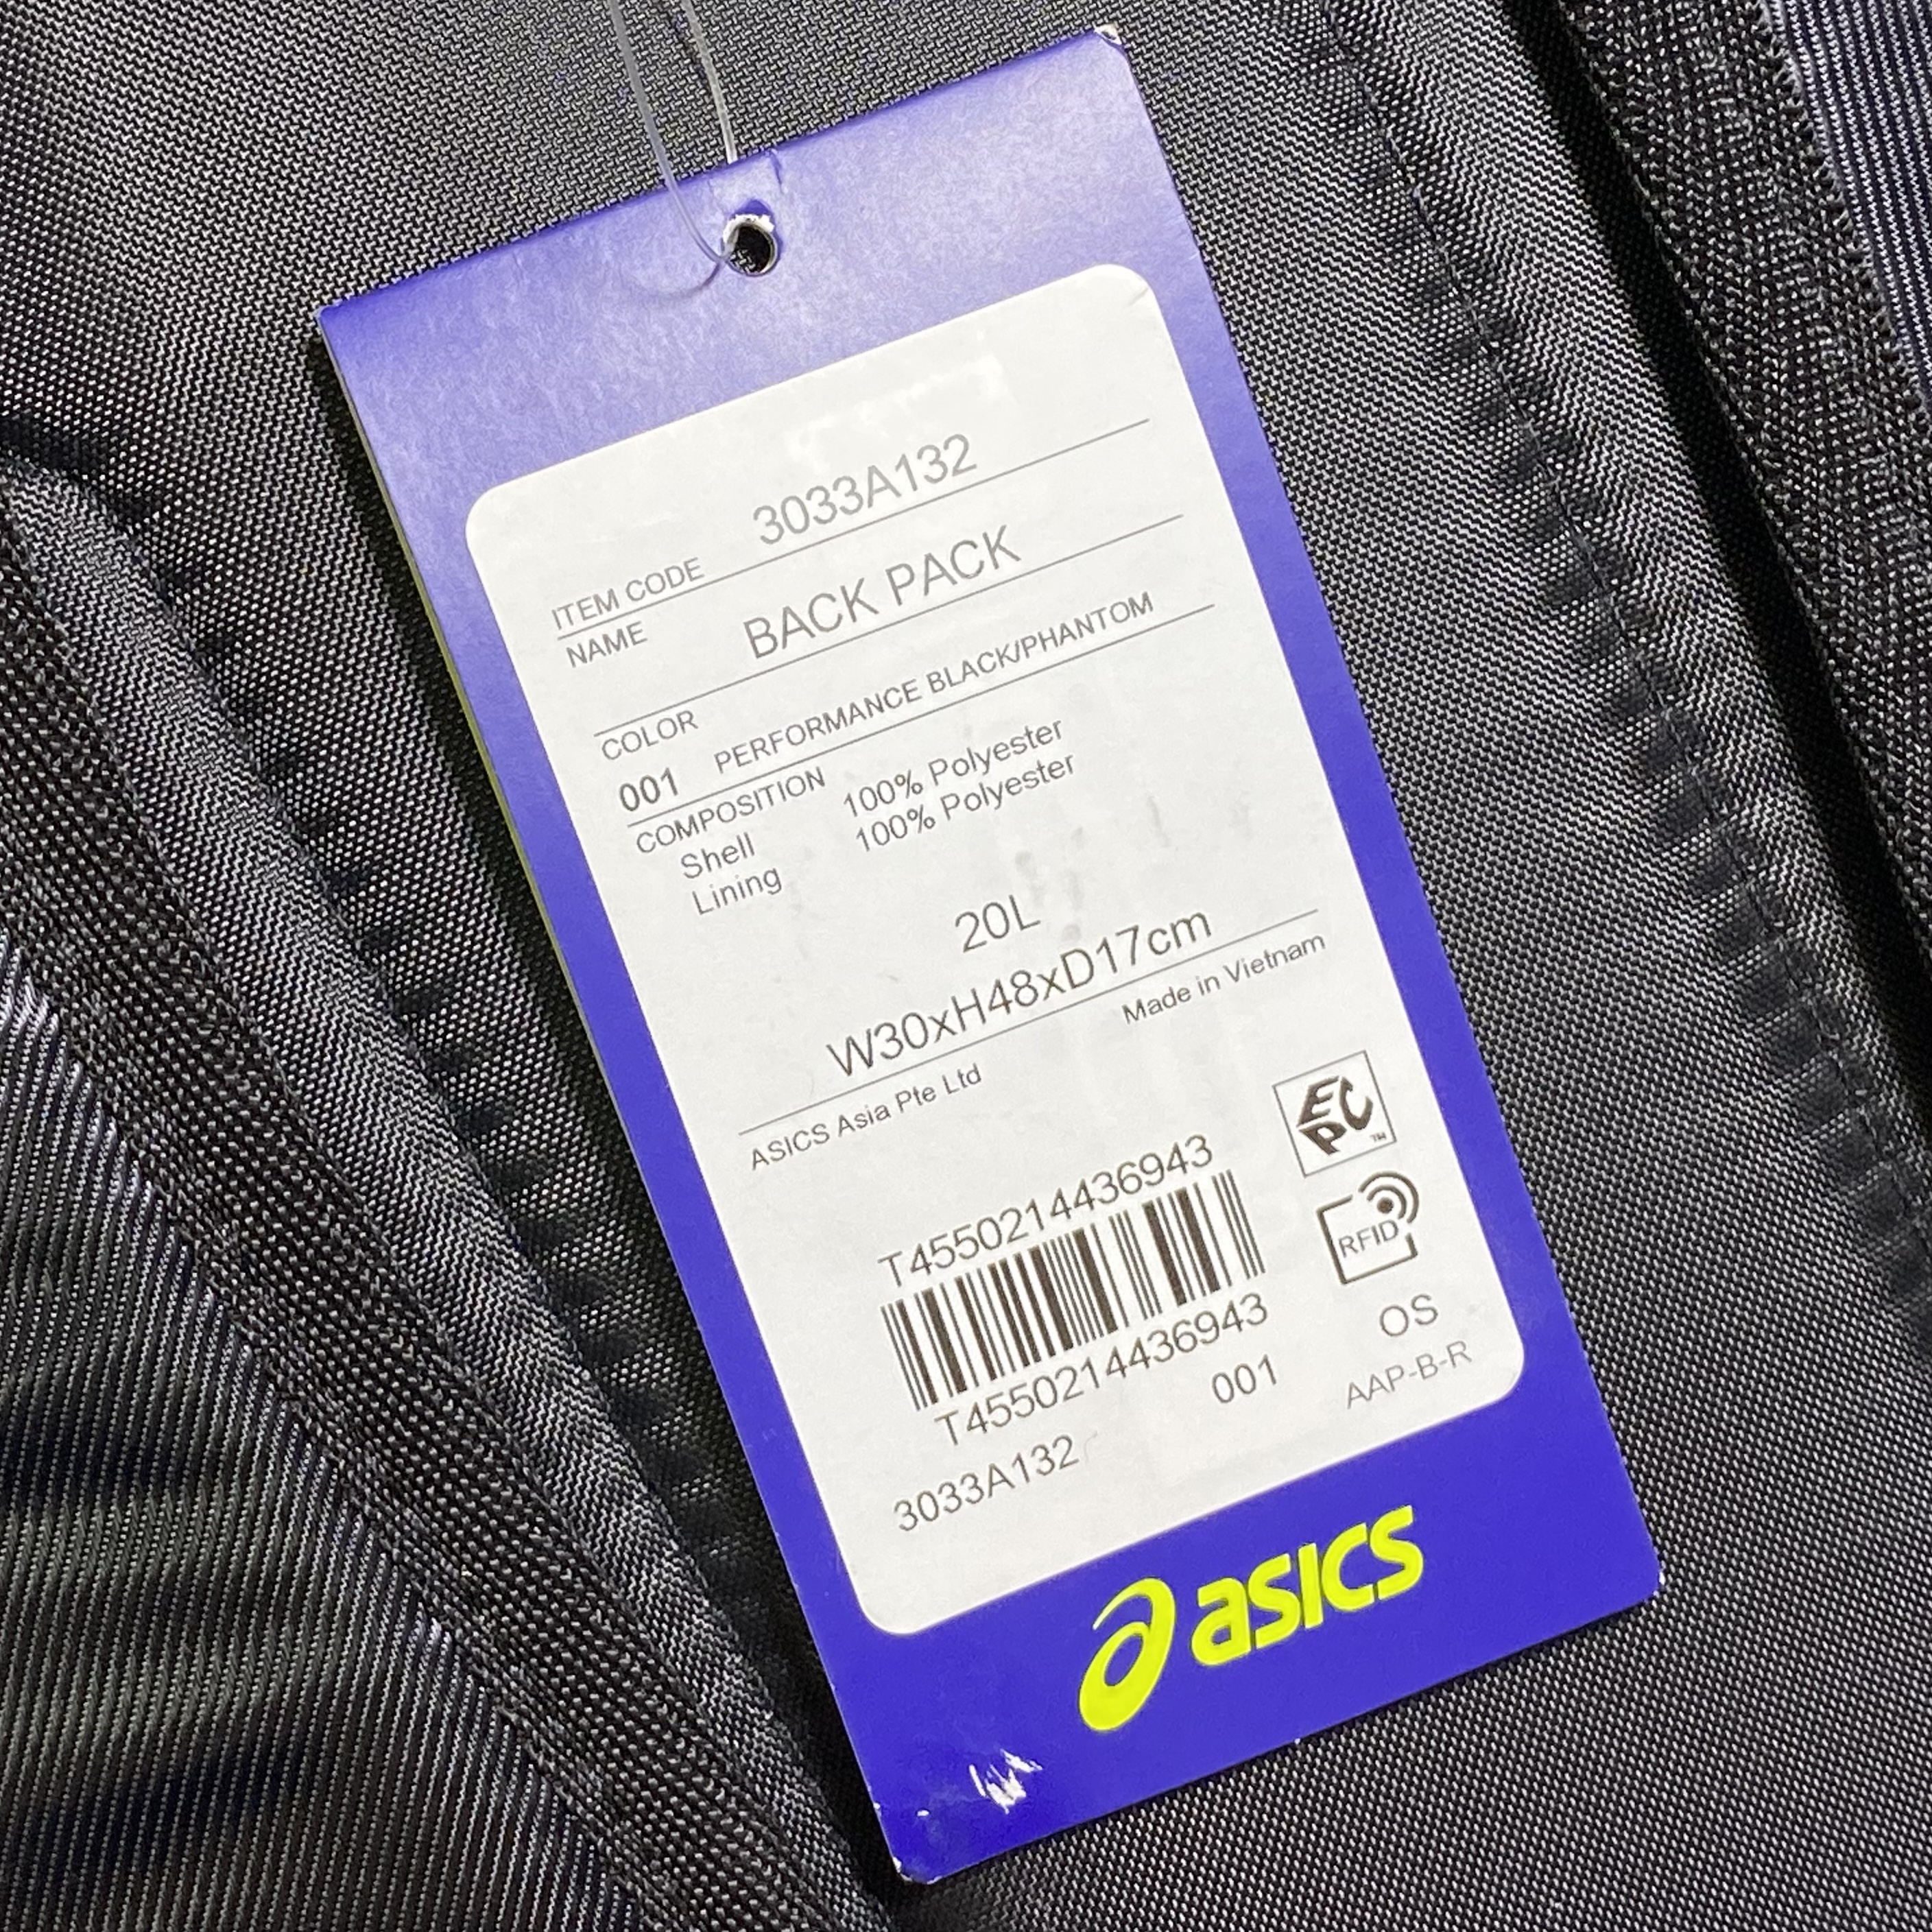 ITEM CODE 3033A132
NAME BACK PACK
COLOR
001 PERFORMANCE BLACK/PHANTOM
COMPOSITION
Shell 100% Polyester
Lining 100% Polyester
20L
W30xH48xD17cm
ASICS Asia Pte Ltd Made in Vietnam
EPC™
T4550214436943
RFID
T4550214436943
OS
3033A132 001 AAP-B-R
asics